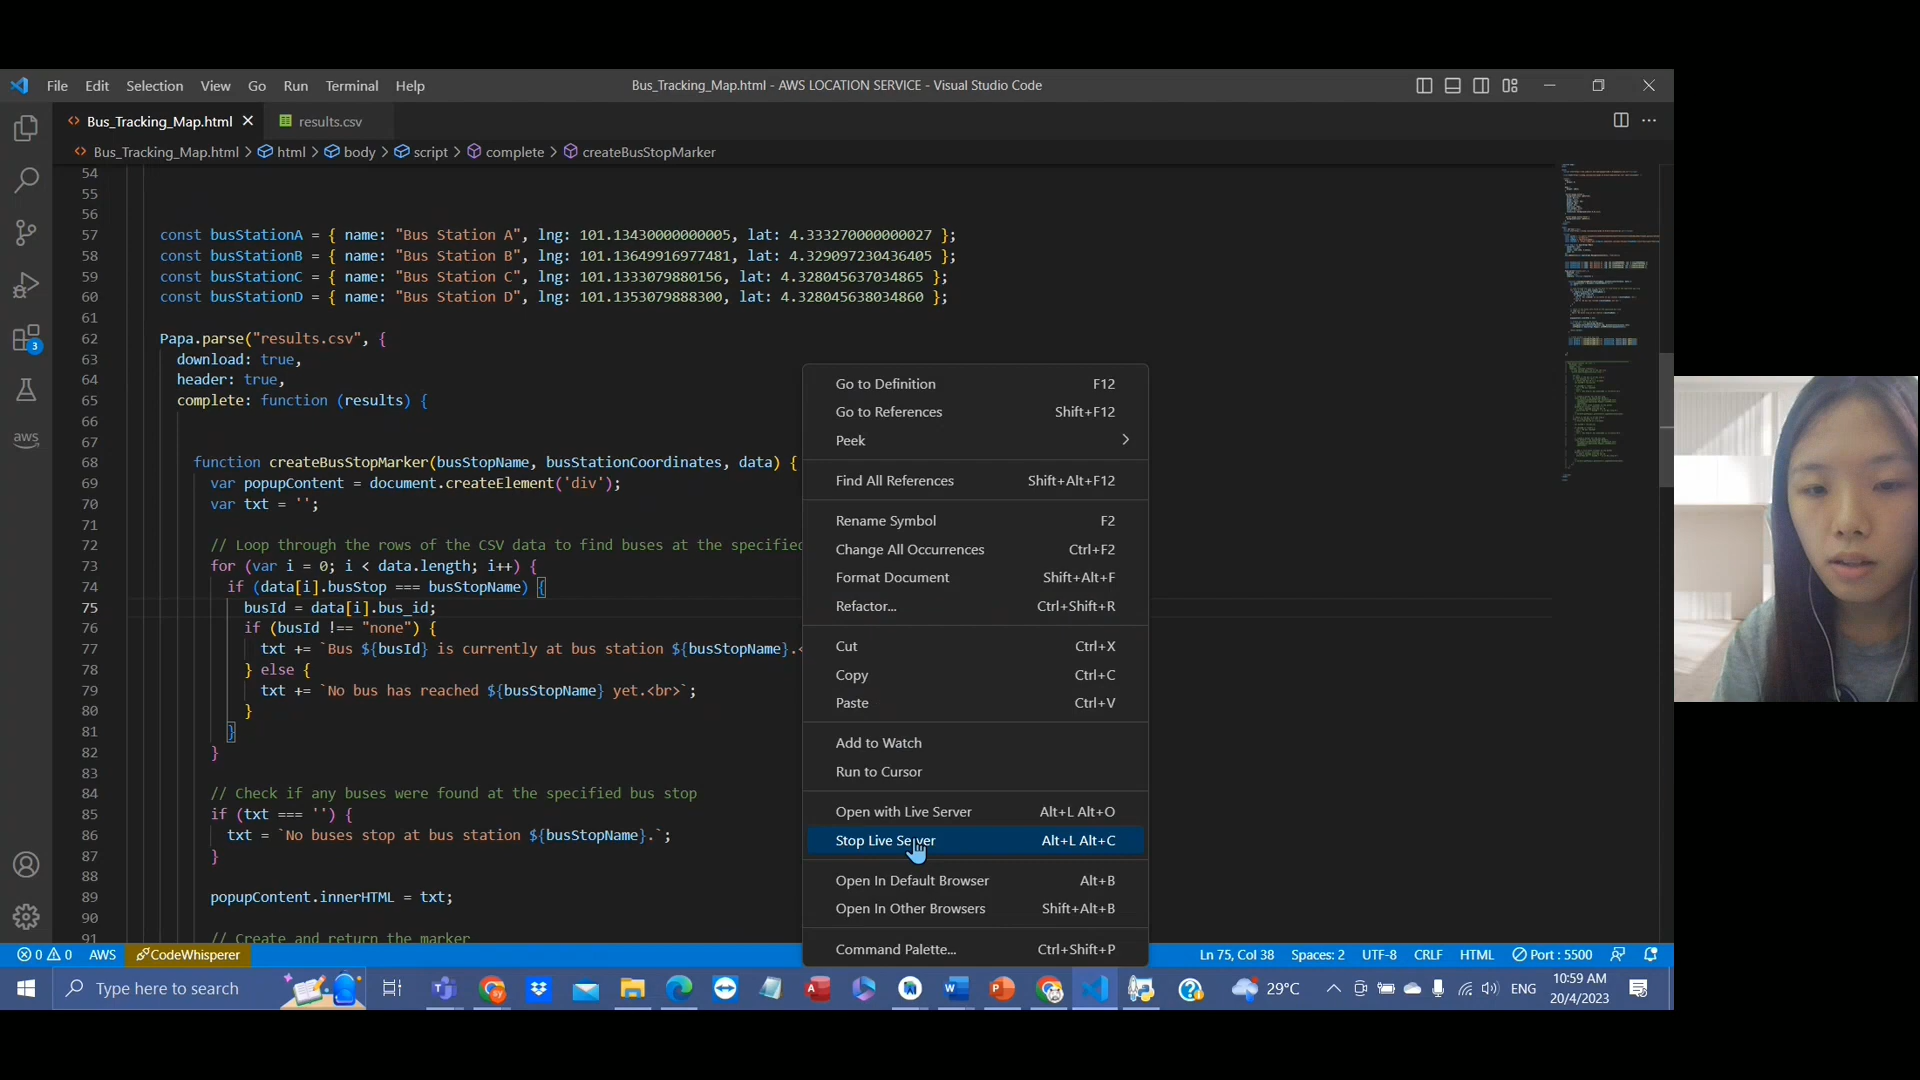 File Edit Selection View Go Run Terminal Help
Bus_Tracking_Map.html - AWS LOCATION SERVICE - Visual Studio Code
Bus_Tracking_Map.html
results.csv
Bus_Tracking_Map.html > html > body > script > complete > createBusStopMarker
54
55
56
57 const busStationA = { name: "Bus Station A", lng: 101.13430000000005, lat: 4.333270000000027 };
58 const busStationB = { name: "Bus Station B", lng: 101.13649916977481, lat: 4.329097230436405 };
59 const busStationC = { name: "Bus Station C", lng: 101.1333079880156, lat: 4.328045637034865 };
60 const busStationD = { name: "Bus Station D", lng: 101.1353079888300, lat: 4.328045638034860 };
61
62 Papa.parse("results.csv", {
63 download: true,
64 header: true,
65 complete: function (results) {
66
67
68 function createBusStopMarker(busStopName, busStationCoordinates, data) {
69 var popupContent = document.createElement('div');
70 var txt = '';
71
72 // Loop through the rows of the CSV data to find buses at the specified
73 for (var i = 0; i < data.length; i++) {
74 if (data[i].busStop === busStopName) {
75 busId = data[i].bus_id;
76 if (busId !== "none") {
77 txt += `Bus ${busId} is currently at bus station ${busStopName}.<
78 } else {
79 txt += `No bus has reached ${busStopName} yet.<br>`;
80 }
81 }
82 }
83
84 // Check if any buses were found at the specified bus stop
85 if (txt === '') {
86 txt = `No buses stop at bus station ${busStopName}.`;
87 }
88
89 popupContent.innerHTML = txt;
90
91 // Create and return the marker
Go to Definition F12
Go to References Shift+F12
Peek >
Find All References Shift+Alt+F12
Rename Symbol F2
Change All Occurrences Ctrl+F2
Format Document Shift+Alt+F
Refactor... Ctrl+Shift+R
Cut Ctrl+X
Copy Ctrl+C
Paste Ctrl+V
Add to Watch
Run to Cursor
Open with Live Server Alt+L Alt+O
Stop Live Server Alt+L Alt+C
Open In Default Browser Alt+B
Open In Other Browsers Shift+Alt+B
Command Palette... Ctrl+Shift+P
3
aws
0 0 AWS CodeWhisperer
Ln 75, Col 38 Spaces: 2 UTF-8 CRLF HTML Port : 5500
Type here to search
29°C
ENG
10:59 AM
20/4/2023